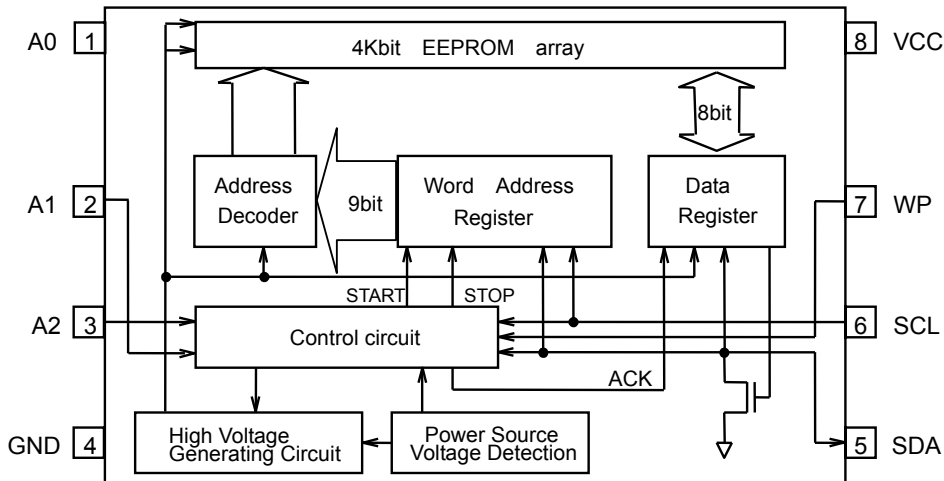 A0 1
4Kbit EEPROM array
8 VCC
8bit
A1 2
Address
Decoder
9bit
Word Address
Register
Data
Register
7 WP
START
STOP
A2 3
Control circuit
6 SCL
ACK
GND 4
High Voltage
Generating Circuit
Power Source
Voltage Detection
5 SDA